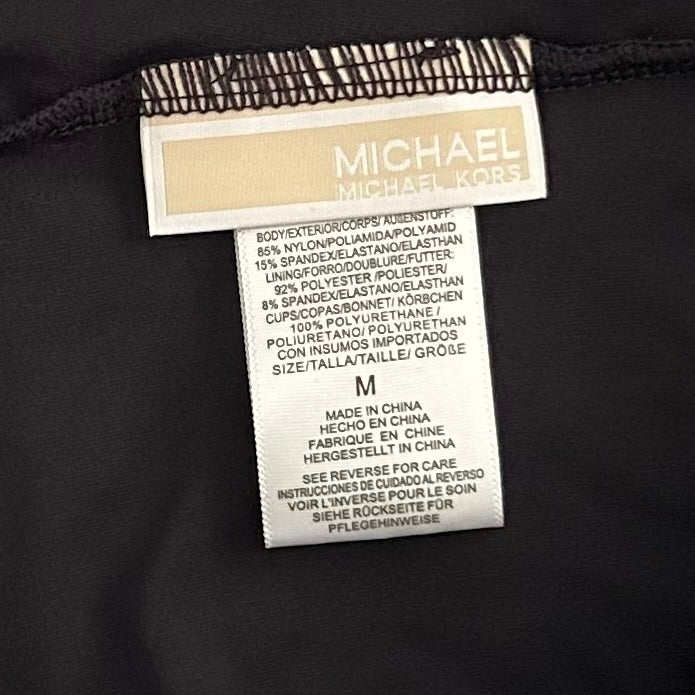 MICHAEL
MICHAEL KORS
BODY/EXTERIOR/CORPS/ AUßENSTOFF:
85% NYLON/POLIAMIDA/POLYAMID
15% SPANDEX/ELASTANO/ELASTHAN
LINING/FORRO/DOUBLURE/FUTTER:
92% POLYESTER /POLIESTER/
8% SPANDEX/ELASTANO/ELASTHAN
CUPS/COPAS/BONNET/ KÖRBCHEN
100% POLYURETHANE /
POLIURETANO/ POLYURETHAN
CON INSUMOS IMPORTADOS
SIZE/TALLA/TAILLE/ GRÖßE
M
MADE IN CHINA
HECHO EN CHINA
FABRIQUE EN CHINE
HERGESTELLT IN CHINA
SEE REVERSE FOR CARE
INSTRUCCIONES DE CUIDADO AL REVERSO
VOIR L'INVERSE POUR LE SOIN
SIEHE RÜCKSEITE FÜR
PFLEGEHINWEISE